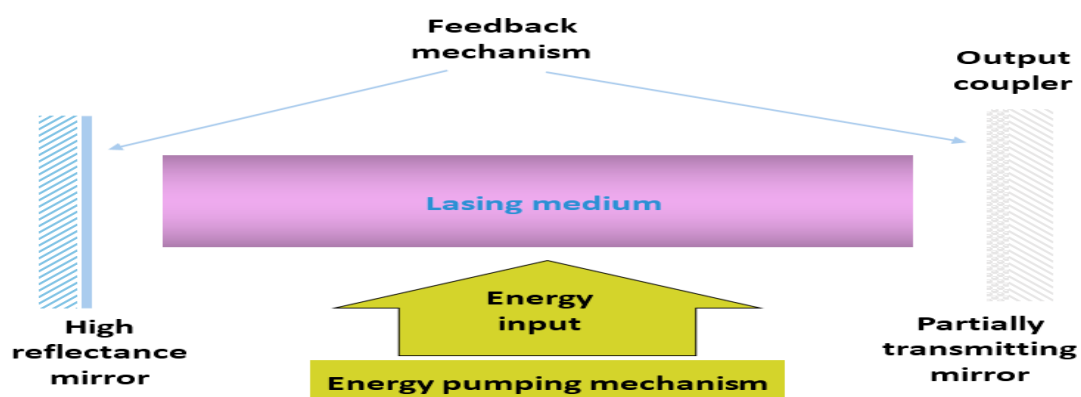 Feedback
mechanism
Output
coupler
Lasing medium
Energy
input
High
reflectance
mirror
Partially
transmitting
mirror
Energy pumping mechanism